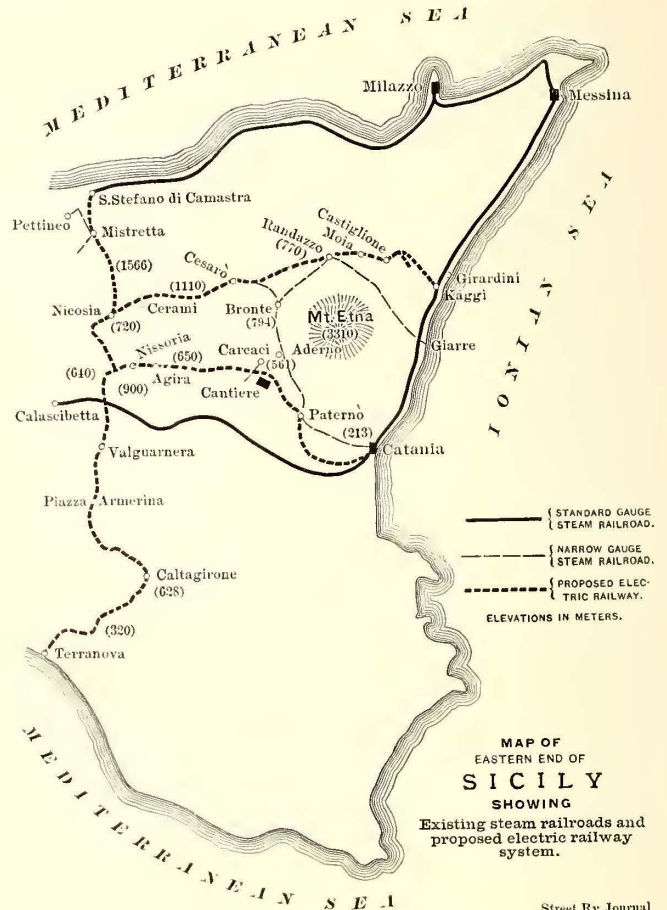 MEDITERRANEAN SEA
Milazzo
Messina
S.Stefano di Camastra
Pettineo
Mistretta
(1566)
Castiglione
Moia
Randazzo
(770)
Cesarò
(1110)
Girardini
Kaggi
Nicosia
(720)
Cerami
Bronte
(794)
Mt. Etna
(3310)
IONIAN SEA
Nissoria
(650)
Carcaci
Aderno
(561)
Giarre
(640)
(900)
Agira
Cantiere
Calascibetta
Paternò
(213)
Catania
Valguarnera
Piazza Armerina
Caltagirone
(628)
(320)
Terranova
STANDARD GAUGE
STEAM RAILROAD.
NARROW GAUGE
STEAM RAILROAD.
PROPOSED ELEC-
TRIC RAILWAY.
ELEVATIONS IN METERS.
MEDITERRANEAN SEA
MAP OF
EASTERN END OF
SICILY
SHOWING
Existing steam railroads and
proposed electric railway
system.
Street Ry. Journal